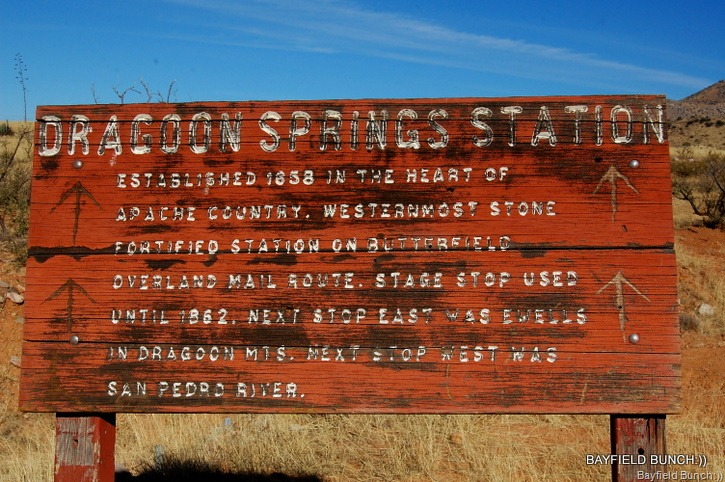 DRAGOON SPRINGS STATION
ESTABLISHED 1858 IN THE HEART OF
APACHE COUNTRY. WESTERNMOST STONE
FORTIFIED STATION ON BUTTERFIELD
OVERLAND MAIL ROUTE. STAGE STOP USED
UNTIL 1862. NEXT STOP EAST WAS EWELLS
IN DRAGOON MTS. NEXT STOP WEST WAS
SAN PEDRO RIVER.
BAYFIELD BUNCH:))
Bayfield Bunch:))